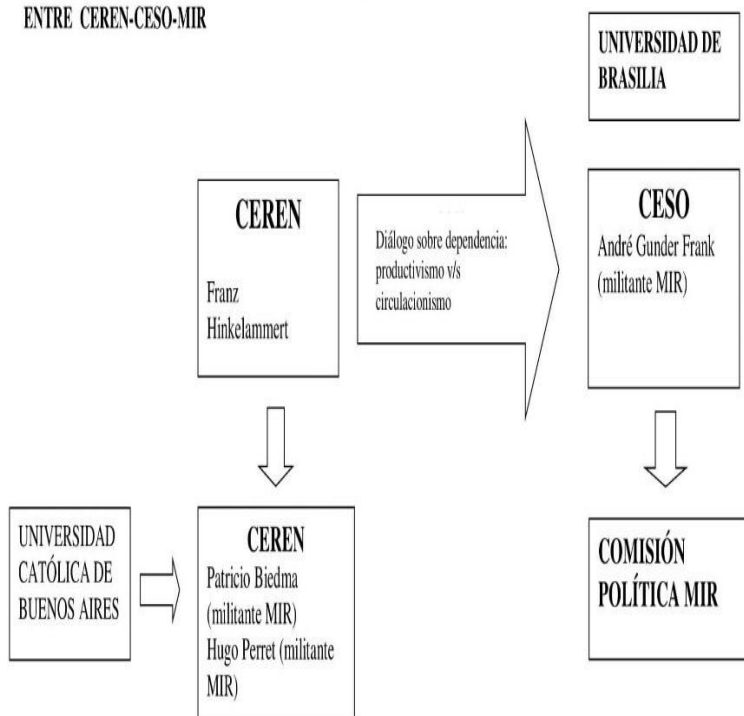 ENTRE CEREN-CESO-MIR
UNIVERSIDAD DE
BRASILIA
CEREN
Franz
Hinkelammert
Diálogo sobre dependencia:
productivismo v/s
circulacionismo
CESO
André Gunder Frank
(militante MIR)
UNIVERSIDAD
CATÓLICA DE
BUENOS AIRES
CEREN
Patricio Biedma
(militante MIR)
Hugo Perret (militante
MIR)
COMISIÓN
POLÍTICA MIR